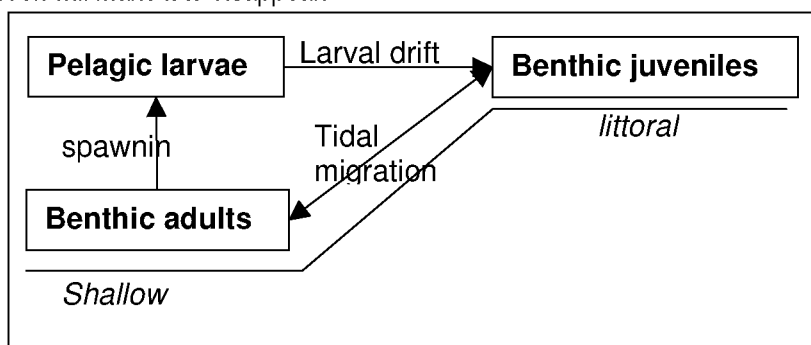 Pelagic larvae
Larval drift
Benthic juveniles
littoral
Tidal
migration
spawnin
Benthic adults
Shallow